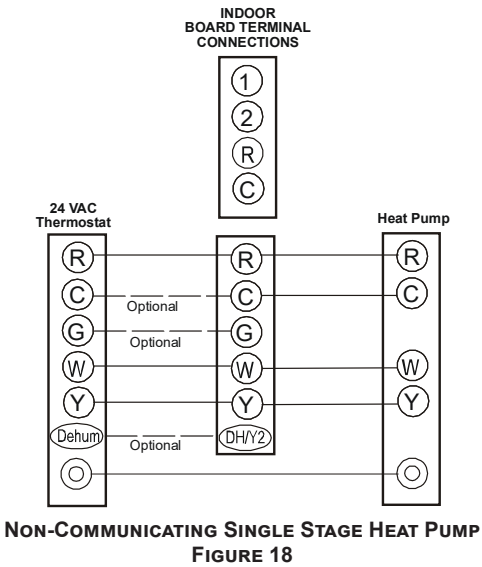 INDOOR
BOARD TERMINAL
CONNECTIONS
1
2
R
C
24 VAC
Thermostat
Heat Pump
R R R
C Optional C C
G Optional G
W W W
Y Y Y
Dehum Optional DH/Y2
O O
NON-COMMUNICATING SINGLE STAGE HEAT PUMP
FIGURE 18